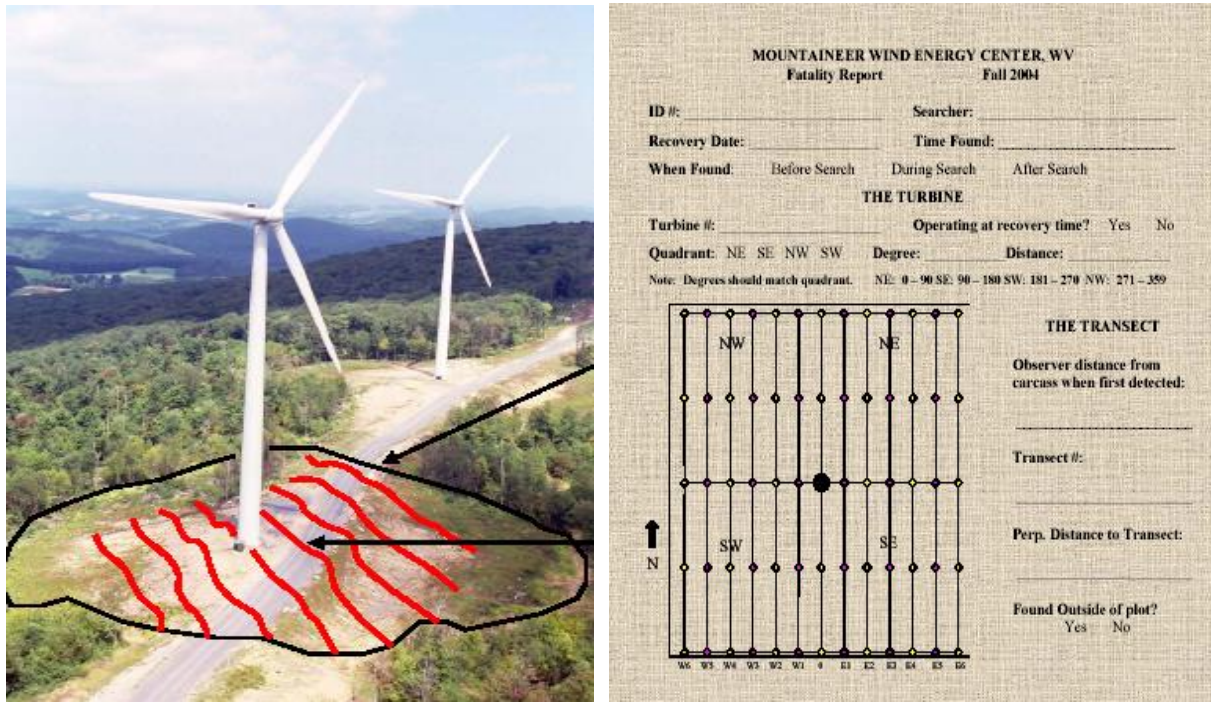 MOUNTAINEER WIND ENERGY CENTER, WV
Fatality Report Fall 2004
ID #: Searcher:
Recovery Date: Time Found:
When Found: Before Search During Search After Search
THE TURBINE
Turbine #: Operating at recovery time? Yes No
Quadrant: NE SE NW SW Degree: Distance:
Note: Degrees should match quadrant. NE: 0 – 90 SE: 90 – 180 SW: 181 – 270 NW: 271 – 359
NW NE
SW SE
N
W6 W5 W4 W3 W2 W1 0 E1 E2 E3 E4 E5 E6
THE TRANSECT
Observer distance from
carcass when first detected:
Transect #:
Perp. Distance to Transect:
Found Outside of plot?
Yes No